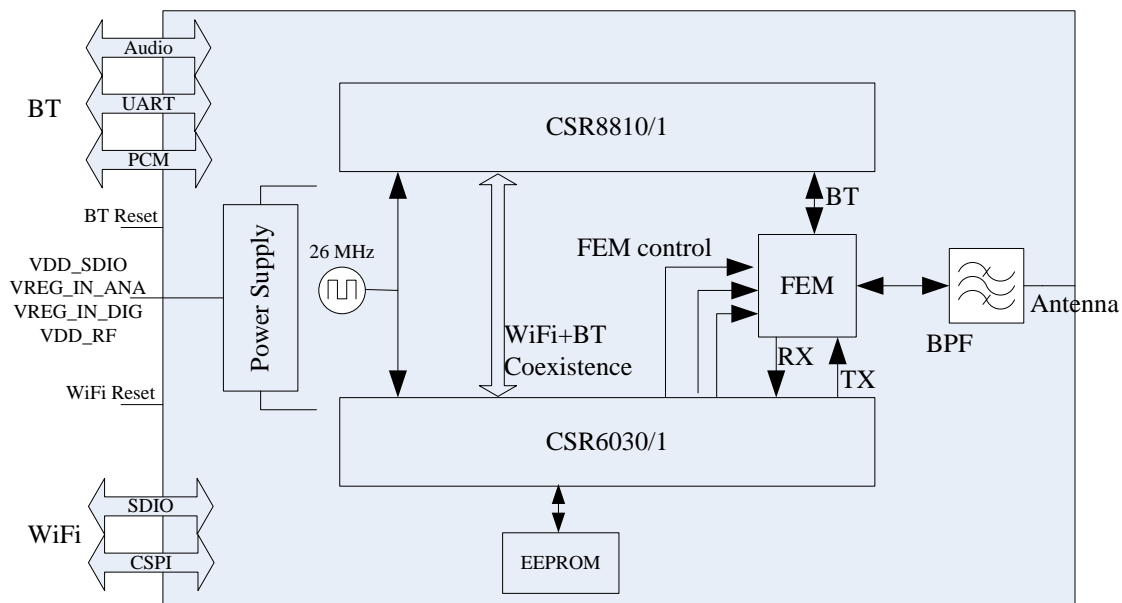 Audio
BT
UART
PCM
CSR8810/1
BT Reset
BT
26 MHz
FEM control
VDD_SDIO
VREG_IN_ANA
VREG_IN_DIG
VDD_RF
Power Supply
FEM
Antenna
WiFi+BT
Coexistence
BPF
RX
TX
WiFi Reset
CSR6030/1
SDIO
WiFi
CSPI
EEPROM